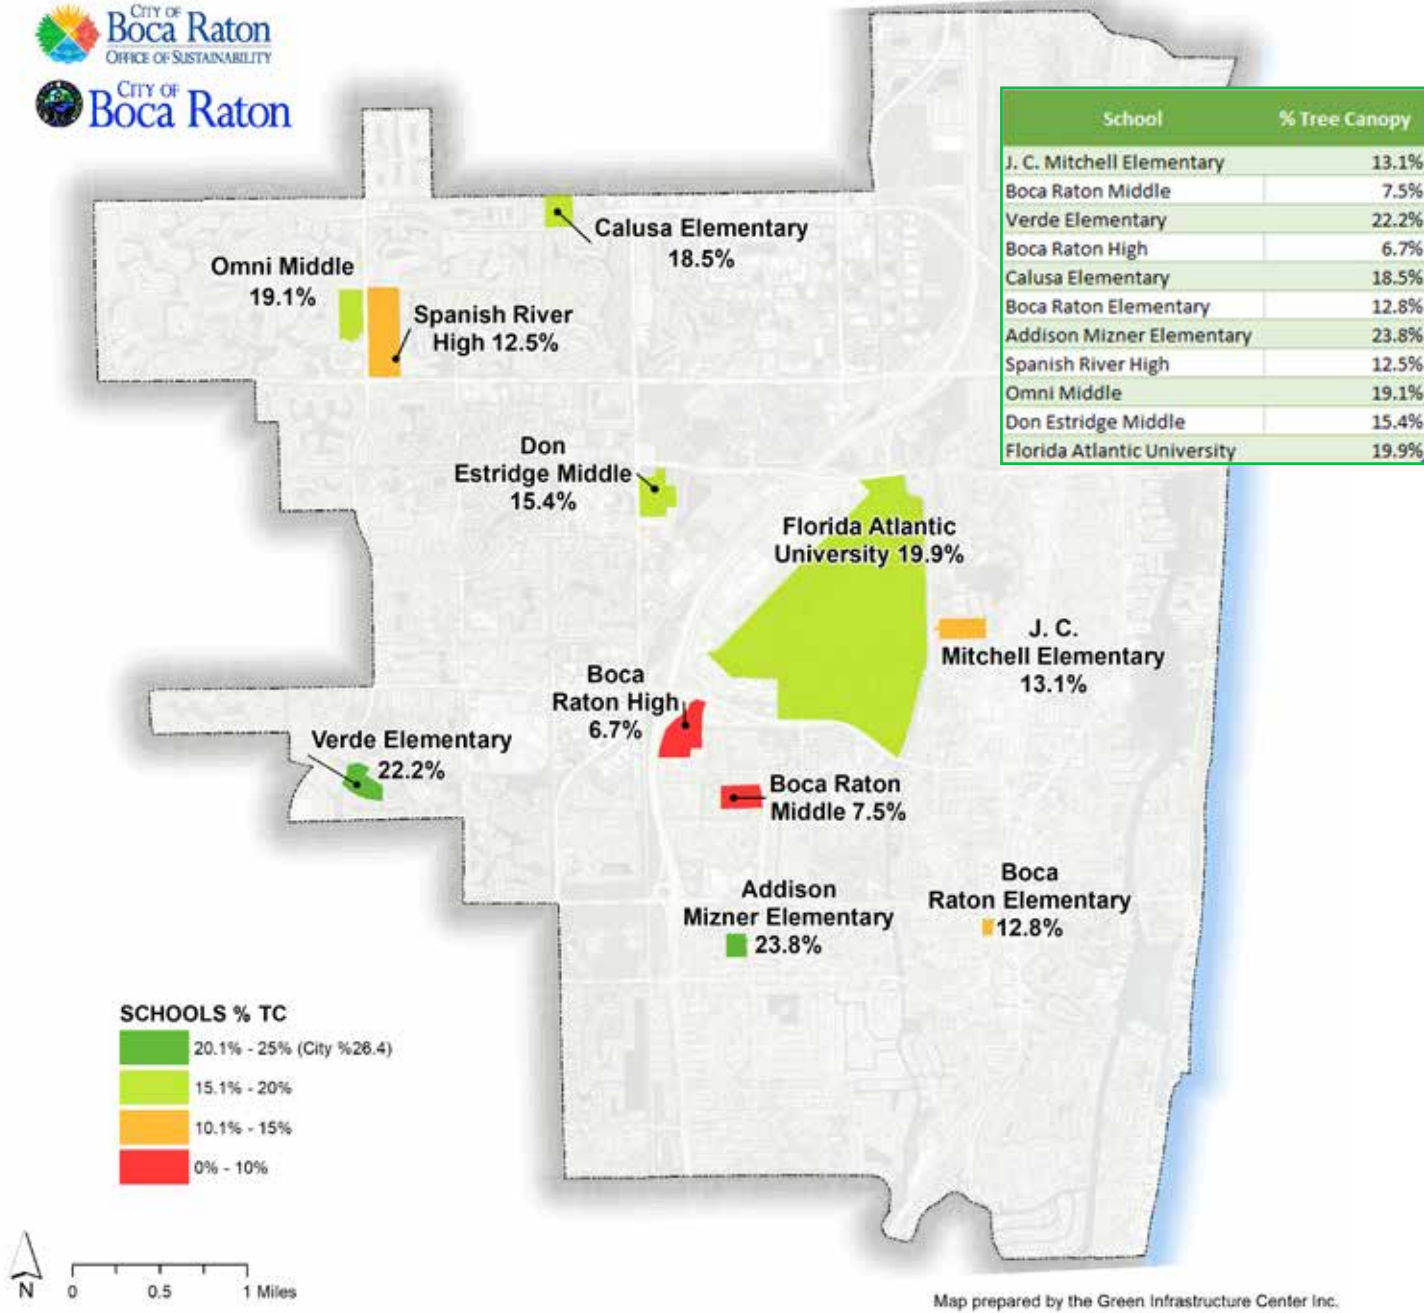 CITY OF
Boca Raton
OFFICE OF SUSTAINABILITY
CITY OF
Boca Raton
School % Tree Canopy
J. C. Mitchell Elementary 13.1%
Boca Raton Middle 7.5%
Verde Elementary 22.2%
Boca Raton High 6.7%
Calusa Elementary 18.5%
Boca Raton Elementary 12.8%
Addison Mizner Elementary 23.8%
Spanish River High 12.5%
Omni Middle 19.1%
Don Estridge Middle 15.4%
Florida Atlantic University 19.9%
Calusa Elementary
18.5%
Omni Middle
19.1%
Spanish River
High 12.5%
Don
Estridge Middle
15.4%
Florida Atlantic
University 19.9%
J. C.
Mitchell Elementary
13.1%
Boca
Raton High
6.7%
Verde Elementary
22.2%
Boca Raton
Middle 7.5%
Addison
Mizner Elementary
23.8%
Boca
Raton Elementary
12.8%
SCHOOLS % TC
20.1% - 25% (City %26.4)
15.1% - 20%
10.1% - 15%
0% - 10%
N
0 0.5 1 Miles
Map prepared by the Green Infrastructure Center Inc.